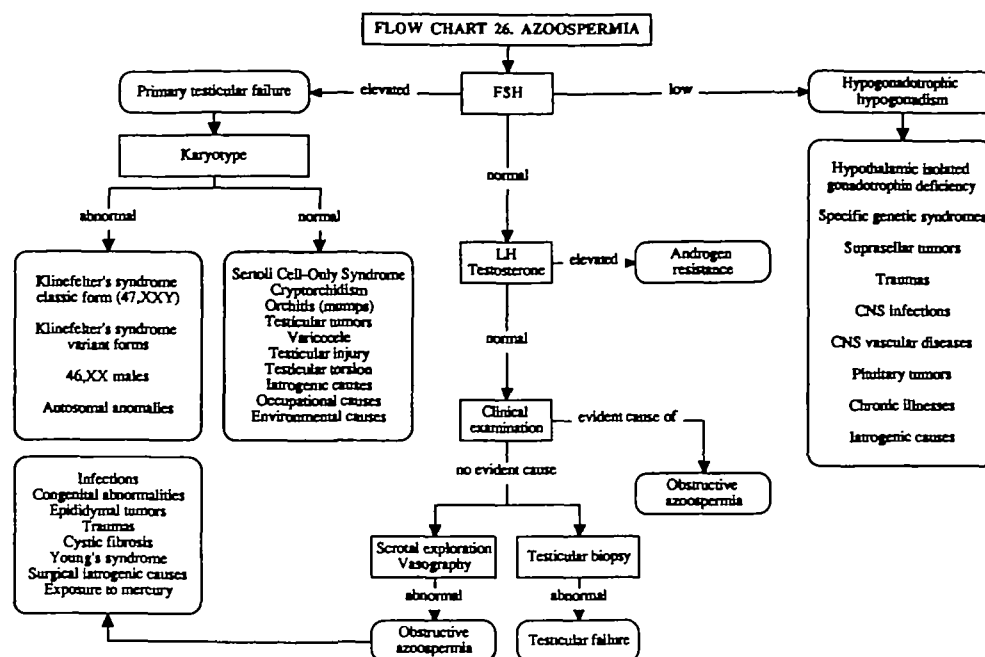 FLOW CHART 26. AZOOSPERMIA
Primary testicular failure
elevated
FSH
low
Hypogonadotrophic
hypogonadism
Karyotype
normal
Hypothalamic isolated
gonadotrophin deficiency
Specific genetic syndromes
Suprasellar tumors
Traumas
CNS infections
CNS vascular diseases
Pituitary tumors
Chronic illnesses
Iatrogenic causes
abnormal
normal
Klinefelter's syndrome
classic form (47,XXY)
Klinefelter's syndrome
variant forms
46,XX males
Autosomal anomalies
Sertoli Cell-Only Syndrome
Cryptorchidism
Orchitis (mumps)
Testicular tumors
Varicocele
Testicular injury
Testicular torsion
Iatrogenic causes
Occupational causes
Environmental causes
LH
Testosterone
elevated
Androgen
resistance
normal
Clinical
examination
evident cause of
Obstructive
azoospermia
no evident cause
Infections
Congenital abnormalities
Epididymal tumors
Traumas
Cystic fibrosis
Young's syndrome
Surgical iatrogenic causes
Exposure to mercury
Scrotal exploration
Vasography
Testicular biopsy
abnormal
abnormal
Obstructive
azoospermia
Testicular failure